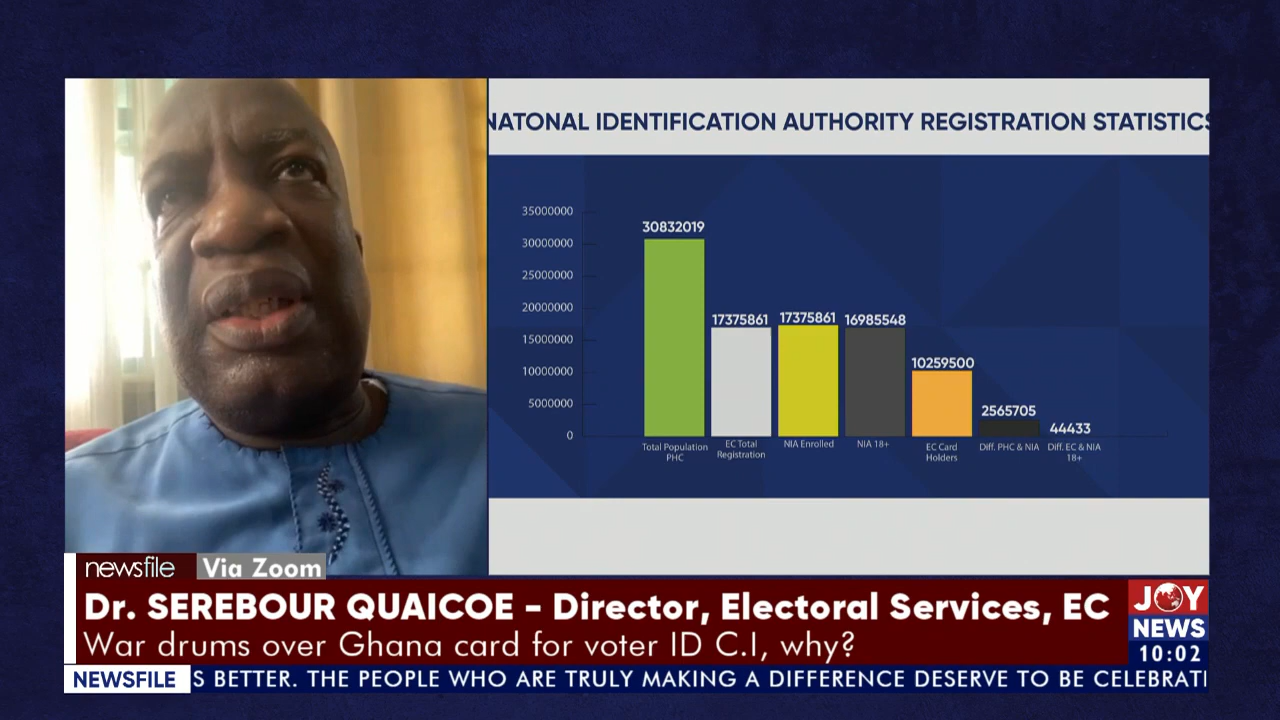 NATONAL IDENTIFICATION AUTHORITY REGISTRATION STATISTICS
35000000
30000000
25000000
20000000
15000000
10000000
5000000
0
30832019
17375861
17375861
16985548
10259500
2565705
44433
Total Population
PHC
EC Total
Registration
NIA Enrolled
NIA 18+
EC Card
Holders
Diff. PHC & NIA
Diff. EC & NIA
18+
newsfile
Via Zoom
Dr. SEREBOUR QUAICOE - Director, Electoral Services, EC
War drums over Ghana card for voter ID C.I, why?
JOY
NEWS
10:02
NEWSFILE
S BETTER. THE PEOPLE WHO ARE TRULY MAKING A DIFFERENCE DESERVE TO BE CELEBRATI